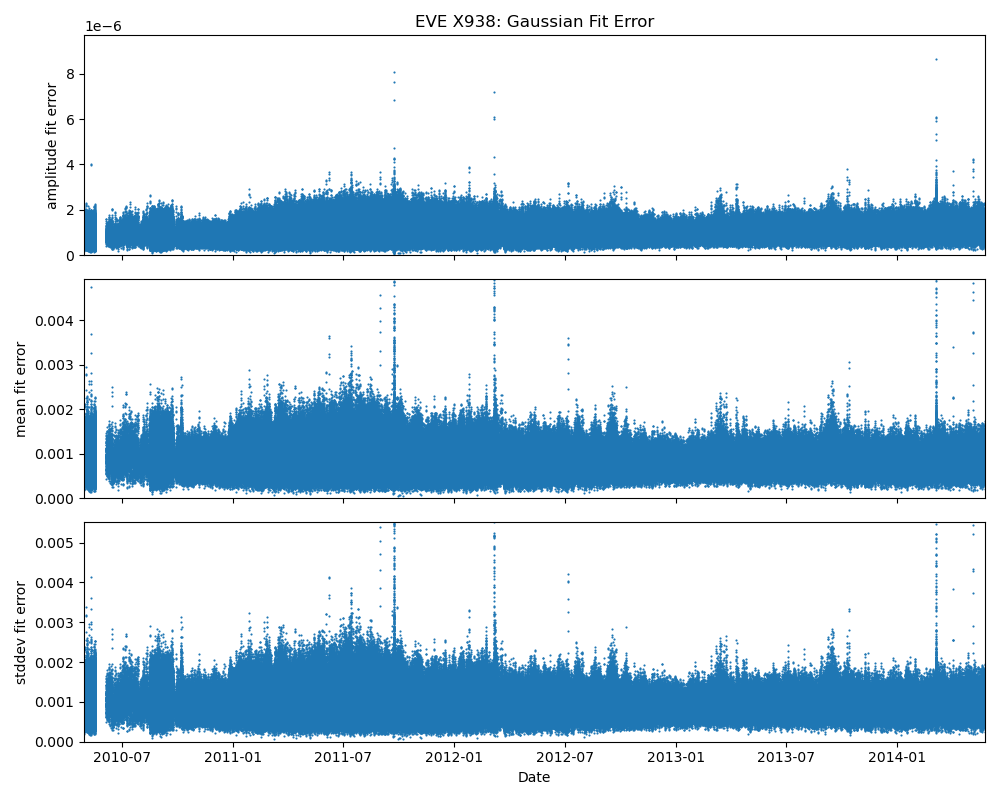 EVE X938: Gaussian Fit Error
1e−6
amplitude fit error
8
6
4
2
0
mean fit error
0.004
0.003
0.002
0.001
0.000
stddev fit error
0.005
0.004
0.003
0.002
0.001
0.000
2010-07 2011-01 2011-07 2012-01 2012-07 2013-01 2013-07 2014-01
Date